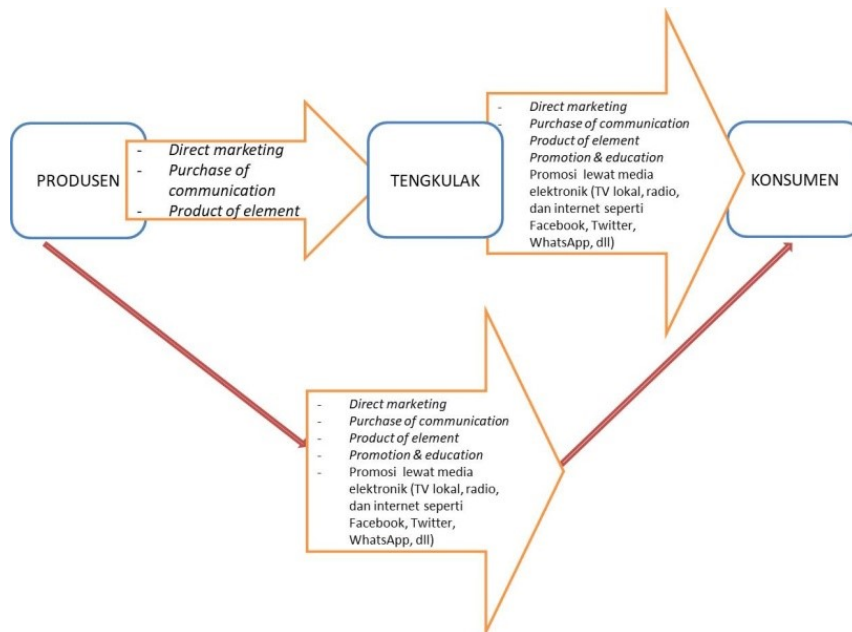 PRODUSEN
- Direct marketing
- Purchase of
communication
- Product of element
TENGKULAK
- Direct marketing
- Purchase of communication
Product of element
Promotion & education
Promosi lewat media
elektronik (TV lokal, radio,
dan internet seperti
Facebook, Twitter,
WhatsApp, dll)
KONSUMEN
- Direct marketing
- Purchase of communication
- Product of element
- Promotion & education
- Promosi lewat media
elektronik (TV lokal, radio,
dan internet seperti
Facebook, Twitter,
WhatsApp, dll)